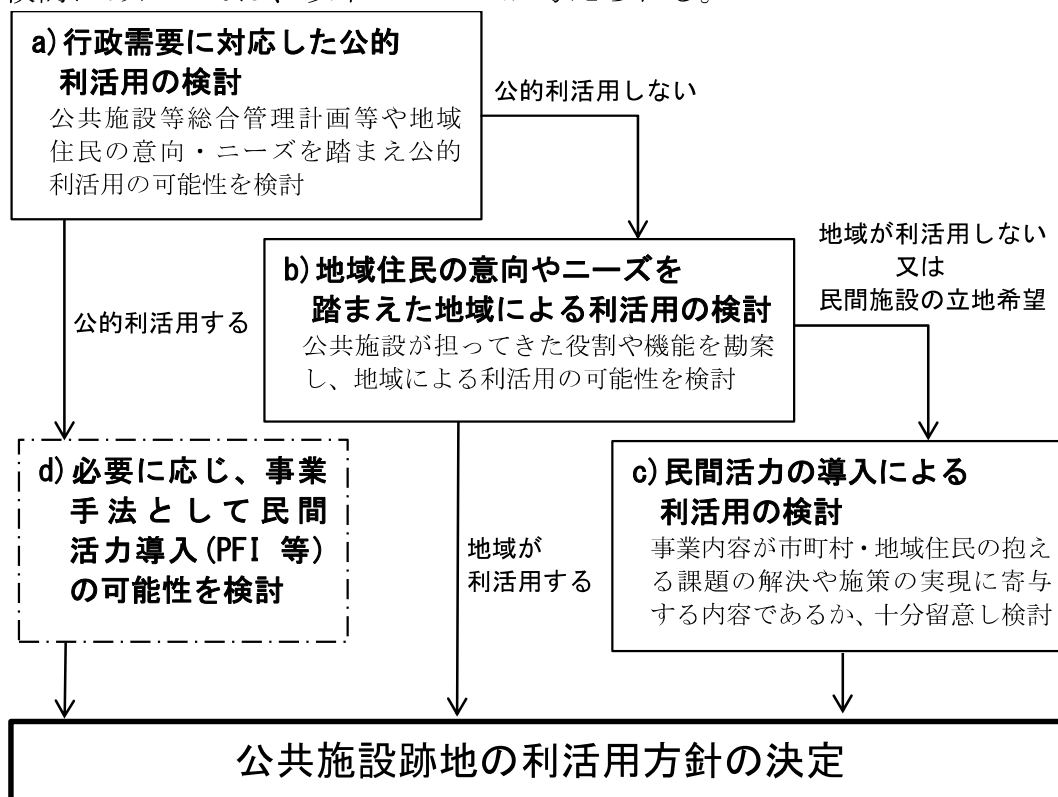 a)行政需要に対応した公的
利活用の検討
公共施設等総合管理計画等や地域
住民の意向・ニーズを踏まえ公的
利活用の可能性を検討
公的利活用しない
公的利活用する
b)地域住民の意向やニーズを
踏まえた地域による利活用の検討
公共施設が担ってきた役割や機能を勘案
し、地域による利活用の可能性を検討
地域が利活用しない
又は
民間施設の立地希望
d)必要に応じ、事業
手法として民間
活力導入(PFI 等)
の可能性を検討
地域が
利活用する
c)民間活力の導入による
利活用の検討
事業内容が市町村・地域住民の抱え
る課題の解決や施策の実現に寄与
する内容であるか、十分留意し検討
公共施設跡地の利活用方針の決定